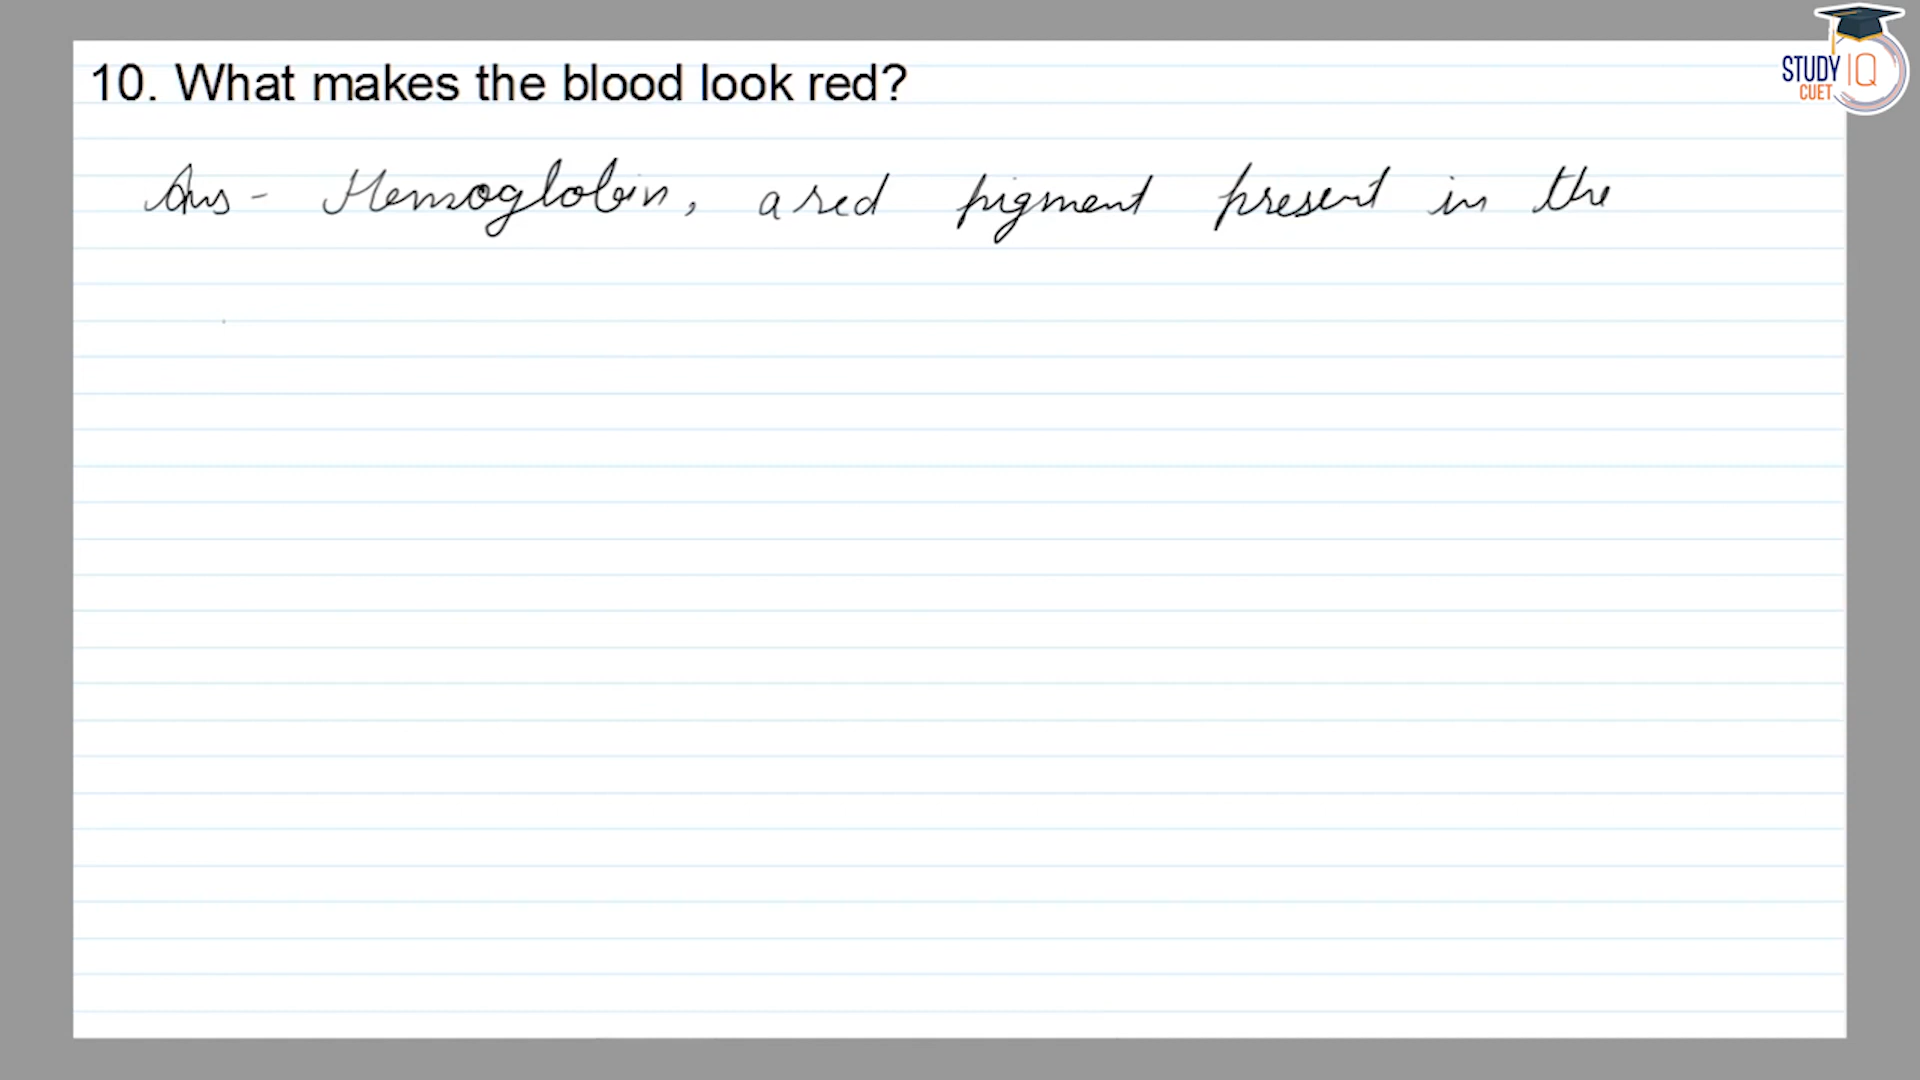 10. What makes the blood look red?
STUDY IQ
CUET
Ans - Hemoglobin, a red pigment present in the